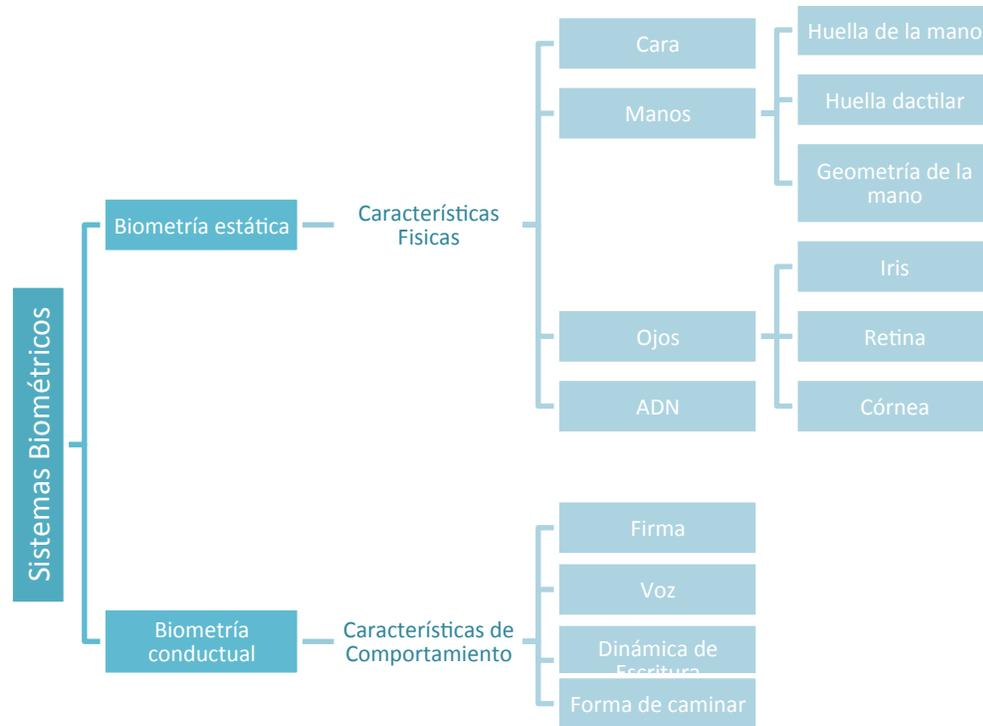 Sistemas Biométricos
Biometría estática
Características
Fisicas
Cara
Manos
Huella de la mano
Huella dactilar
Geometría de la
mano
Ojos
Iris
Retina
Córnea
ADN
Biometría
conductual
Características de
Comportamiento
Firma
Voz
Dinámica de
Escritura
Forma de caminar